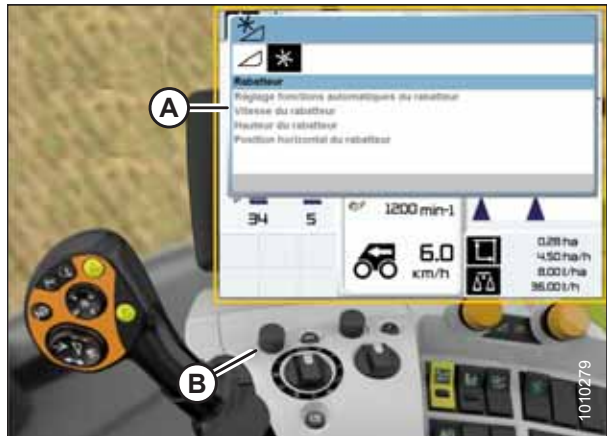 Rabatteur
Réglage fonctions automatiques du rabatteur
Vitesse du rabatteur
Hauteur du rabatteur
Position horizontal du rabatteur
A
34 5
1200 min-1
6.0
км/h
0.28 ha
4.50 ha/h
8.00 l/ha
36.00 l/h
B
1010279